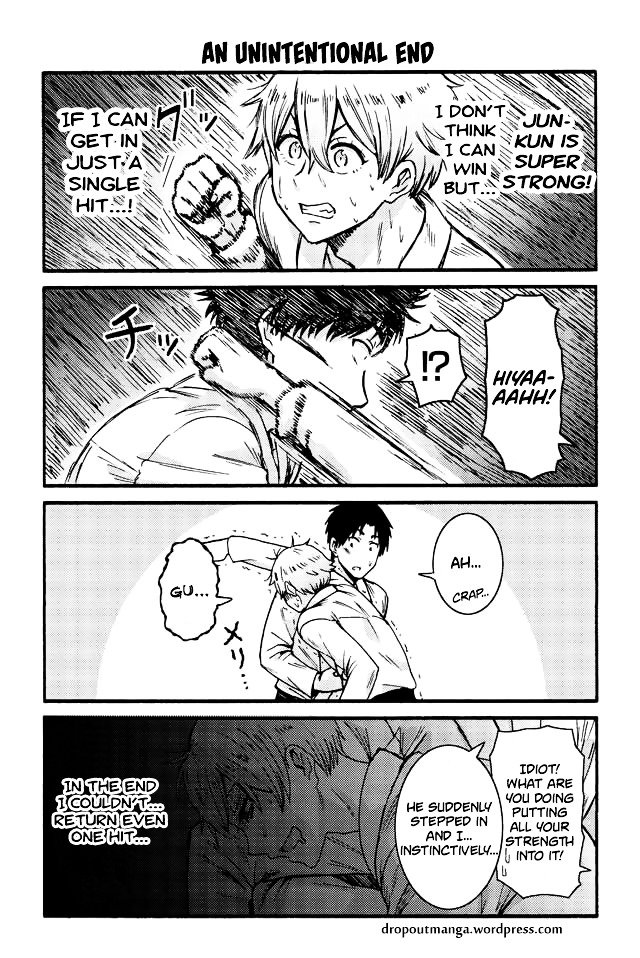 AN UNINTENTIONAL END
JUN-
KUN IS
SUPER
STRONG!
I DON'T
THINK
I CAN
WIN
BUT...
グッ
IF I CAN
GET IN
JUST A
SINGLE
HIT...!
HIYAA-
AAHH!
!?
チッ
AH...
CRAP...
GU...
メリ...
IDIOT!
WHAT ARE
YOU DOING
PUTTING
ALL YOUR
STRENGTH
INTO IT!
HE SUDDENLY
STEPPED IN
AND I...
INSTINCTIVELY...
IN THE END
I COULDN'T...
RETURN EVEN
ONE HIT...
dropoutmanga.wordpress.com